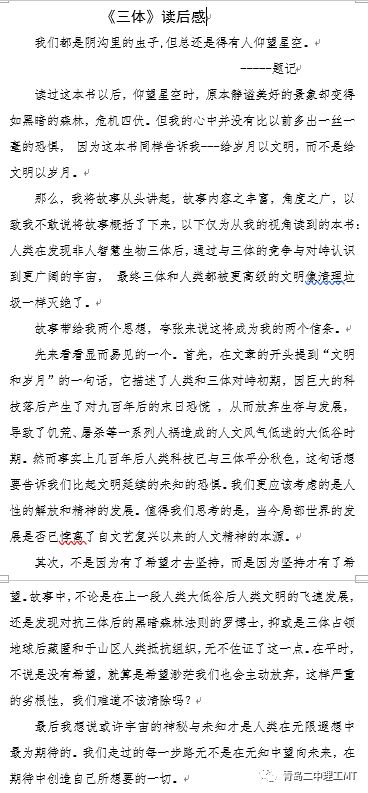 《三体》读后感
我们都是阴沟里的虫子,但总还是得有人仰望星空。
-----题记
读过这本书以后，仰望星空时，原本静谧美好的景象却变得
如黑暗的森林，危机四伏。但我的心中并没有比以前多出一丝一
毫的恐惧， 因为这本书同样告诉我---给岁月以文明，而不是给
文明以岁月。
那么，我将故事从头讲起，故事内容之丰富，角度之广，以
致我不敢说将故事概括了下来，以下仅为从我的视角读到的本书：
人类在发现非人智慧生物三体后，通过与三体的竞争与对峙认识
到更广阔的宇宙， 最终三体和人类都被更高级的文明像清理垃
圾一样灭绝了。
故事带给我两个思想，夸张来说这将成为我的两个信条。
先来看看显而易见的一个。首先，在文章的开头提到“文明
和岁月”的一句话，它描述了人类和三体对峙初期，因巨大的科
技落后产生了对九百年后的末日恐慌 ，从而放弃生存与发展，
导致了饥荒、屠杀等一系列人祸造成的人文风气低迷的大低谷时
期。然而事实上几百年后人类科技已与三体平分秋色，这句话想
要告诉我们比起文明延续的未知的恐惧。我们更应该考虑的是人
性的解放和精神的发展。值得我们思考的是，当今局部世界的发
展是否已悖离了自文艺复兴以来的人文精神的本源。
其次，不是因为有了希望才去坚持，而是因为坚持才有了希
望。故事中，不论是在上一段人类大低谷后人类文明的飞速发展，
还是发现对抗三体后的黑暗森林法则的罗博士，抑或是三体占领
地球后藏匿和于山区人类抵抗组织，无不佐证了这一点。在平时，
不说是没有希望，就算是希望渺茫我们也会主动放弃，这样严重
的劣根性，我们难道不该清除吗？
最后我想说或许宇宙的神秘与未知才是人类在无限遐想中
最为期待的。我们走过的每一步路无不是在无知中望向未来，在
期待中创造自己所想要的一切。
青岛二中理工MT